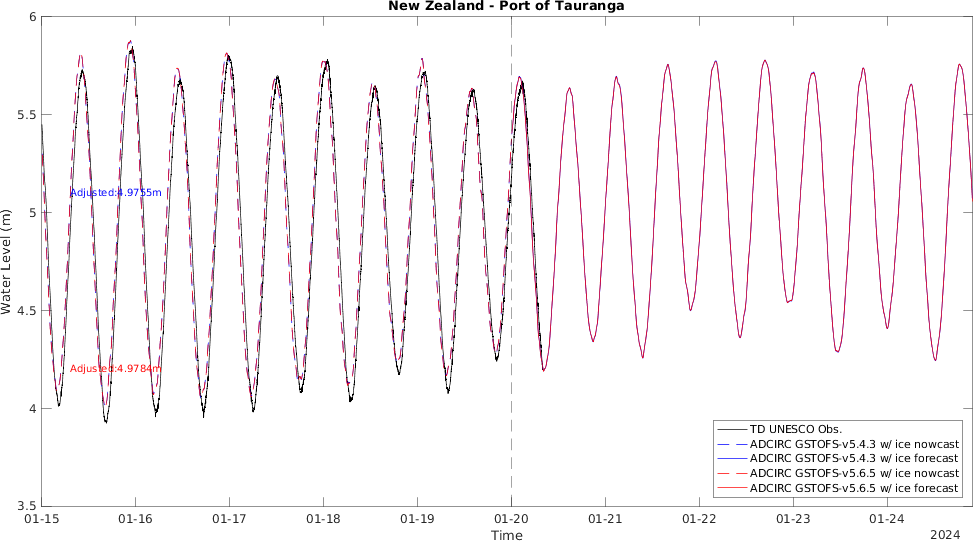 New Zealand - Port of Tauranga
6
5.5
5
4.5
4
3.5
Water Level (m)
Adjusted:4.9755m
Adjusted:4.9784m
TD UNESCO Obs.
ADCIRC GSTOFS-v5.4.3 w/ ice nowcast
ADCIRC GSTOFS-v5.4.3 w/ ice forecast
ADCIRC GSTOFS-v5.6.5 w/ ice nowcast
ADCIRC GSTOFS-v5.6.5 w/ ice forecast
01-15 01-16 01-17 01-18 01-19 01-20 01-21 01-22 01-23 01-24
Time
2024